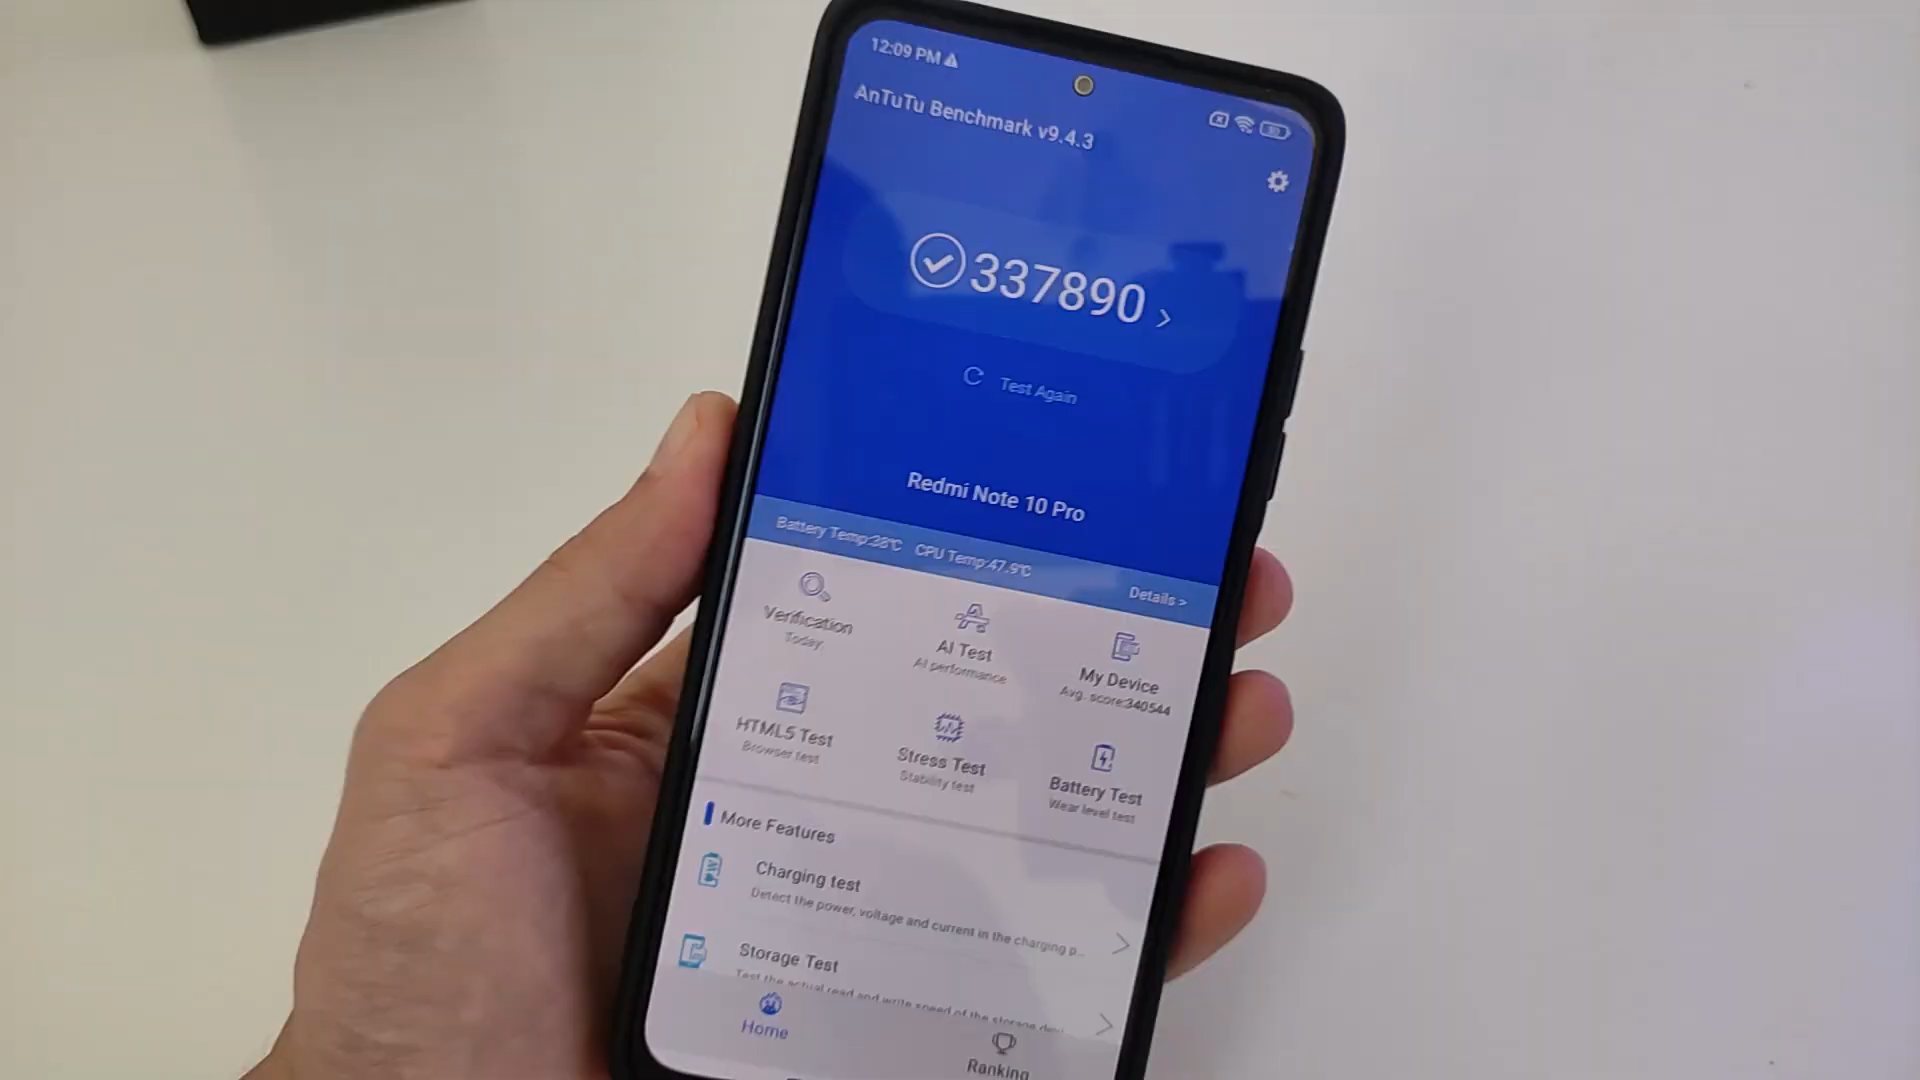 12:09 PM
AnTuTu Benchmark v9.4.3
337890
Test Again
Redmi Note 10 Pro
Battery Temp:38℃ CPU Temp:47.9℃ Details >
Verification
Today
AI Test
AI performance
My Device
Avg. score:340544
HTML5 Test
Browser test
Stress Test
Stability test
Battery Test
Wear level test
More Features
Charging test
Detect the power, voltage and current in the charging p...
Storage Test
Test the actual read and write speed of the storage devi...
Home
Ranking